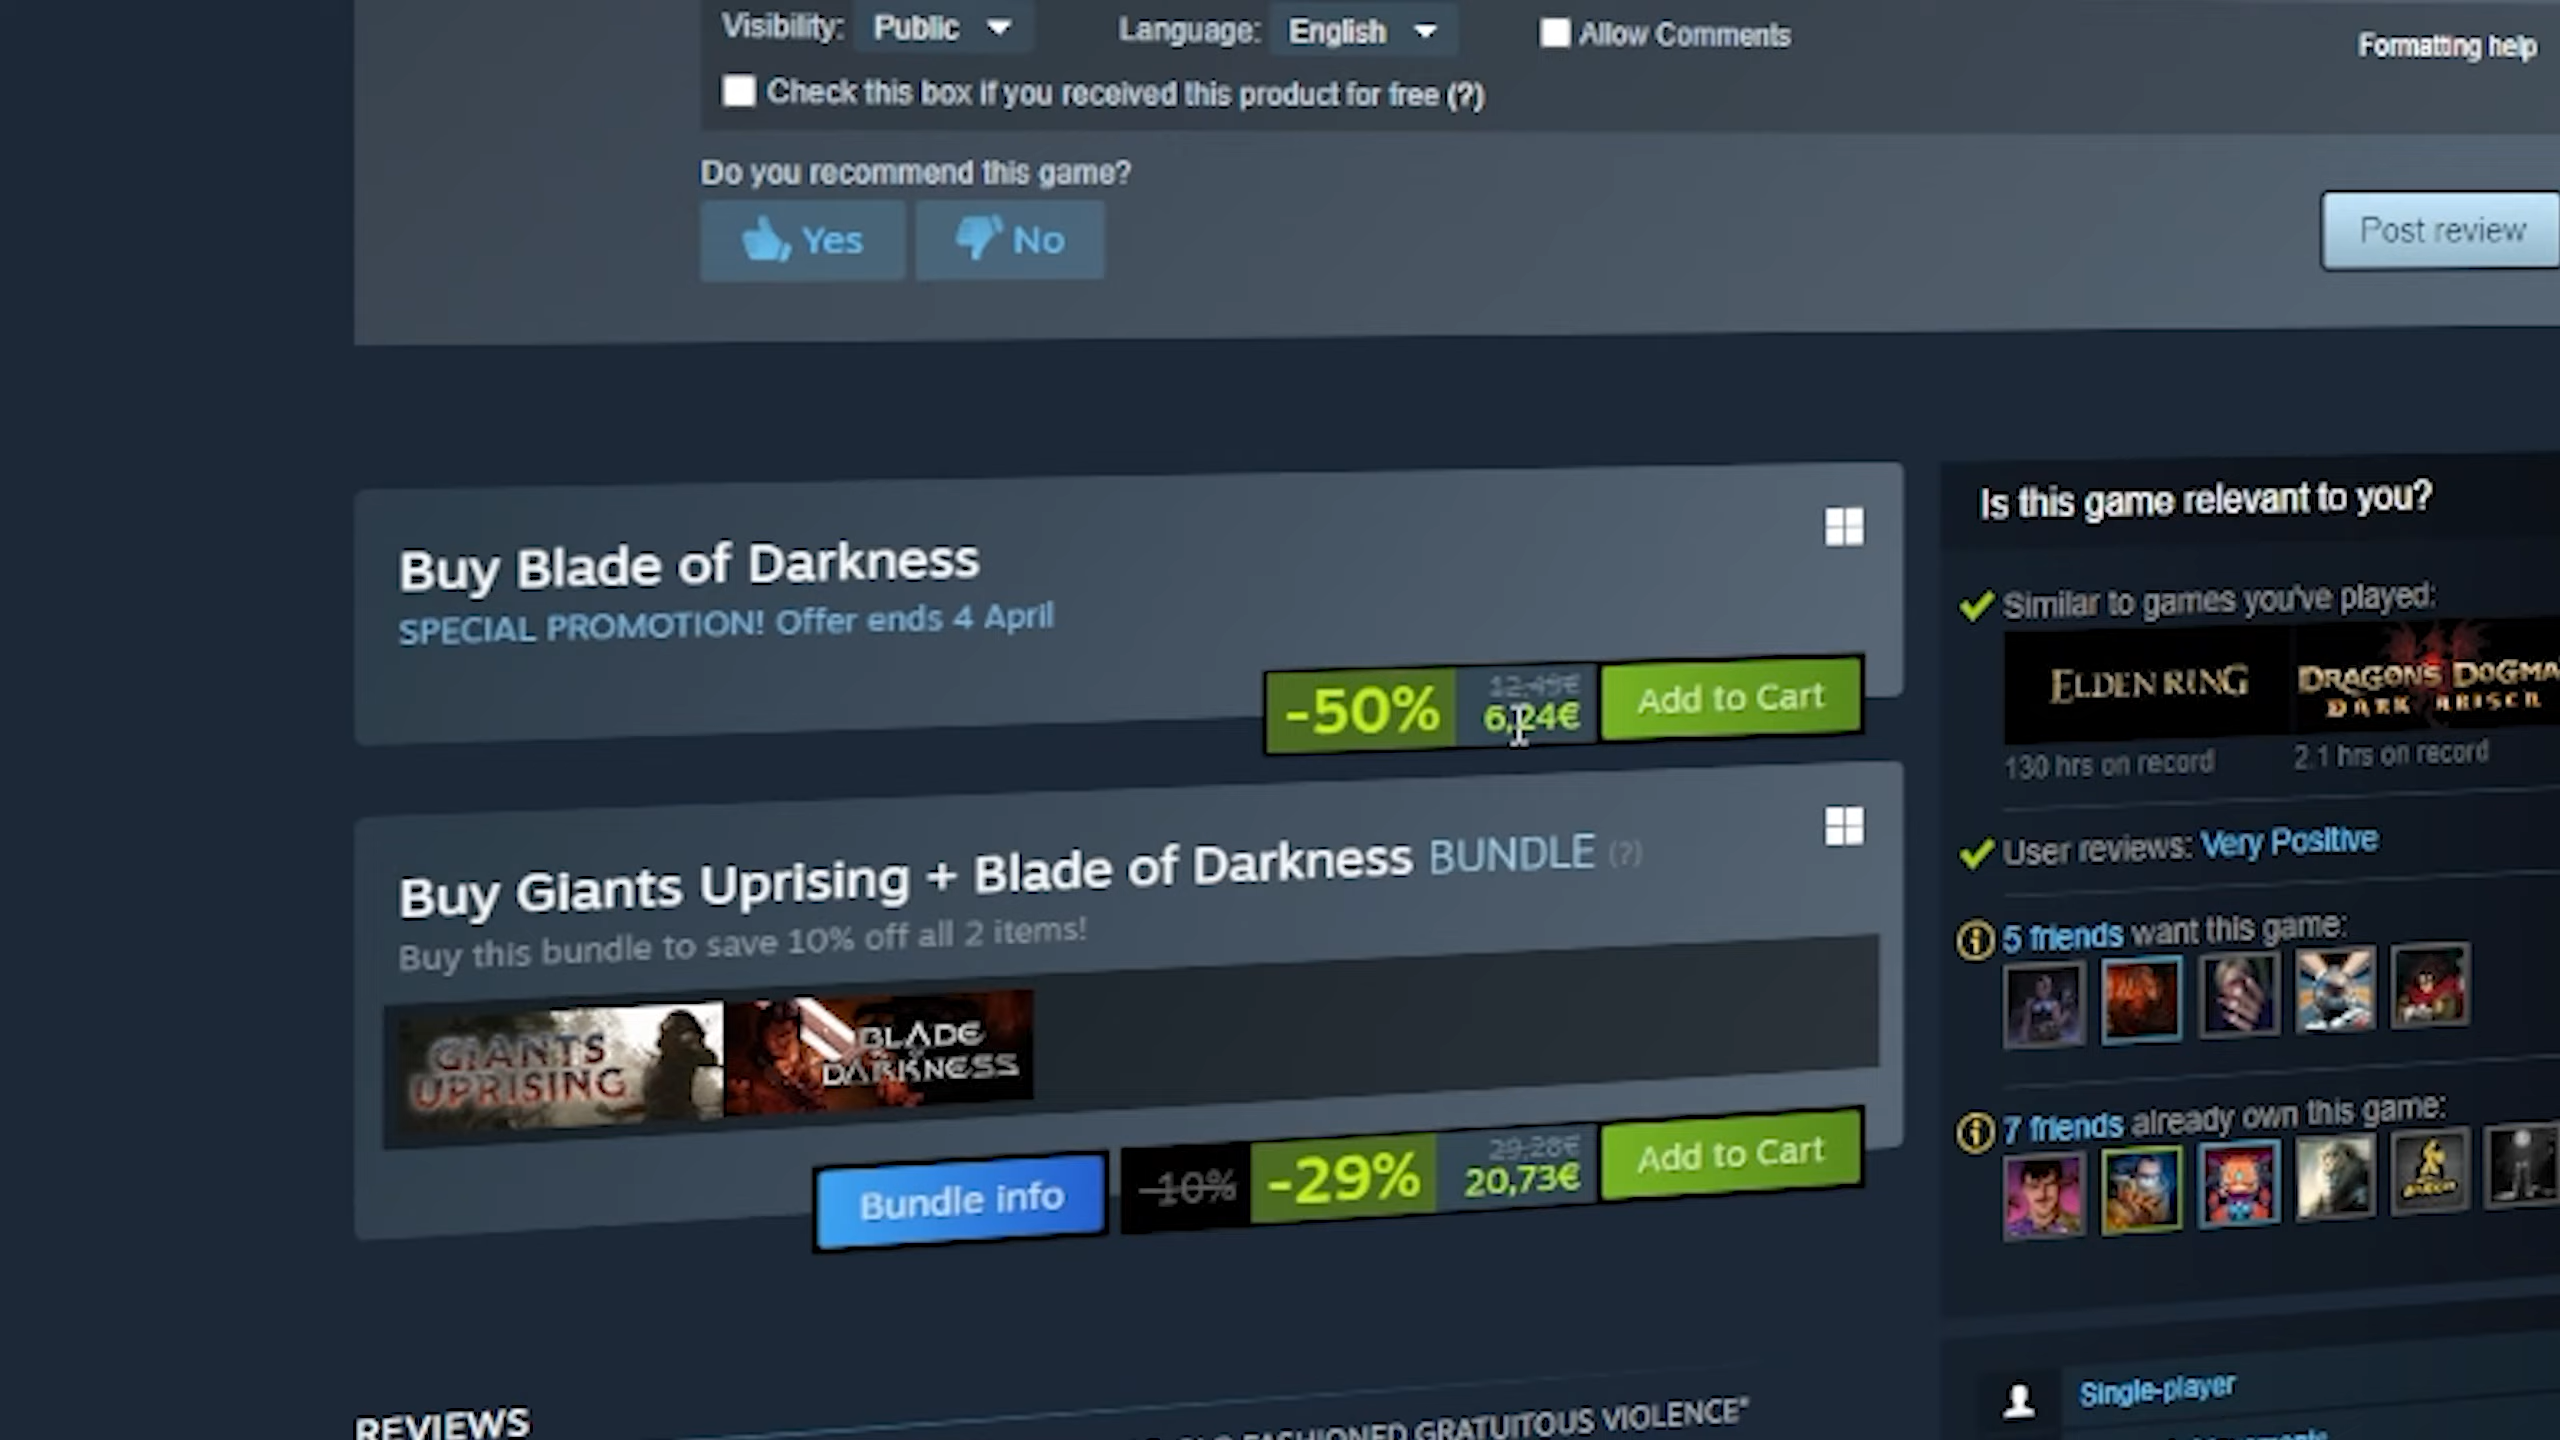 Visibility: Public
Language: English
Allow Comments
Formatting help
Check this box if you received this product for free (?)
Do you recommend this game?
Yes
No
Post review
Buy Blade of Darkness
SPECIAL PROMOTION! Offer ends 4 April
-50%
12,49€
6,24€
Add to Cart
Buy Giants Uprising + Blade of Darkness BUNDLE (?)
Buy this bundle to save 10% off all 2 items!
GIANTS
UPRISING
BLADE
OF
DARKNESS
Bundle info
-10%
-29%
29,28€
20,73€
Add to Cart
REVIEWS
FASHIONED GRATUITOUS VIOLENCE"
Is this game relevant to you?
Similar to games you've played:
ELDEN RING
DRAGON'S DOGMA
DARK ARISEN
130 hrs on record
2.1 hrs on record
User reviews: Very Positive
5 friends want this game:
7 friends already own this game:
Single-player